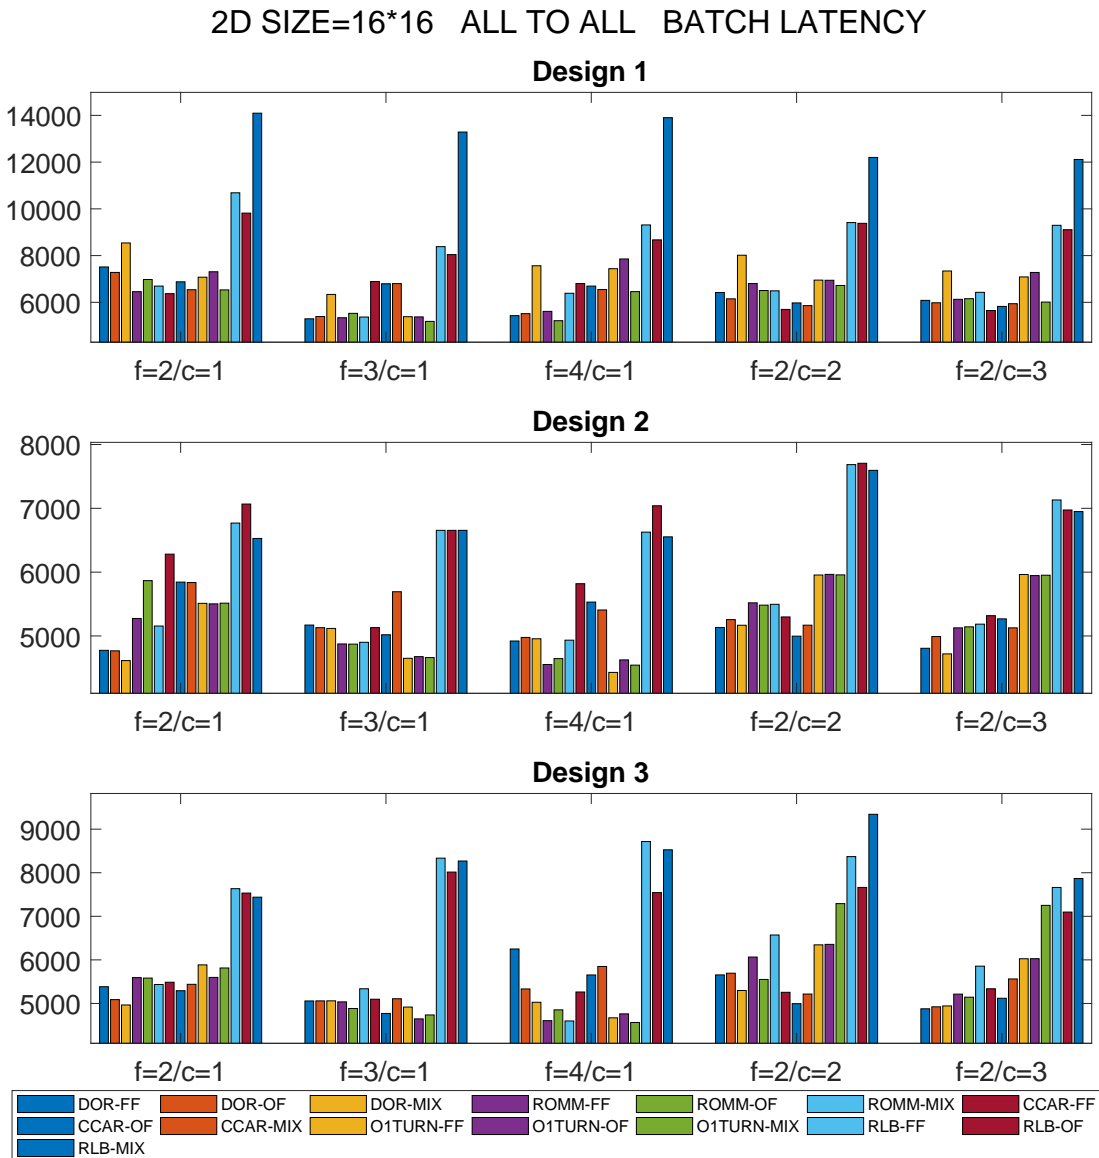 2D SIZE=16*16 ALL TO ALL BATCH LATENCY
Design 1
14000
12000
10000
8000
6000
f=2/c=1 f=3/c=1 f=4/c=1 f=2/c=2 f=2/c=3
Design 2
8000
7000
6000
5000
f=2/c=1 f=3/c=1 f=4/c=1 f=2/c=2 f=2/c=3
Design 3
9000
8000
7000
6000
5000
f=2/c=1 f=3/c=1 f=4/c=1 f=2/c=2 f=2/c=3
DOR-FF DOR-OF DOR-MIX ROMM-FF ROMM-OF ROMM-MIX CCAR-FF
CCAR-OF CCAR-MIX O1TURN-FF O1TURN-OF O1TURN-MIX RLB-FF RLB-OF
RLB-MIX